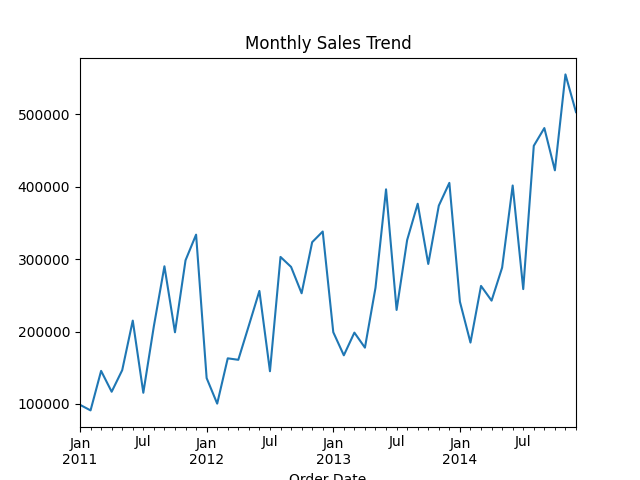 Monthly Sales Trend
500000
400000
300000
200000
100000
Jan Jul Jan Jul Jan Jul Jan Jul
2011 2012 2013 2014
Order Date